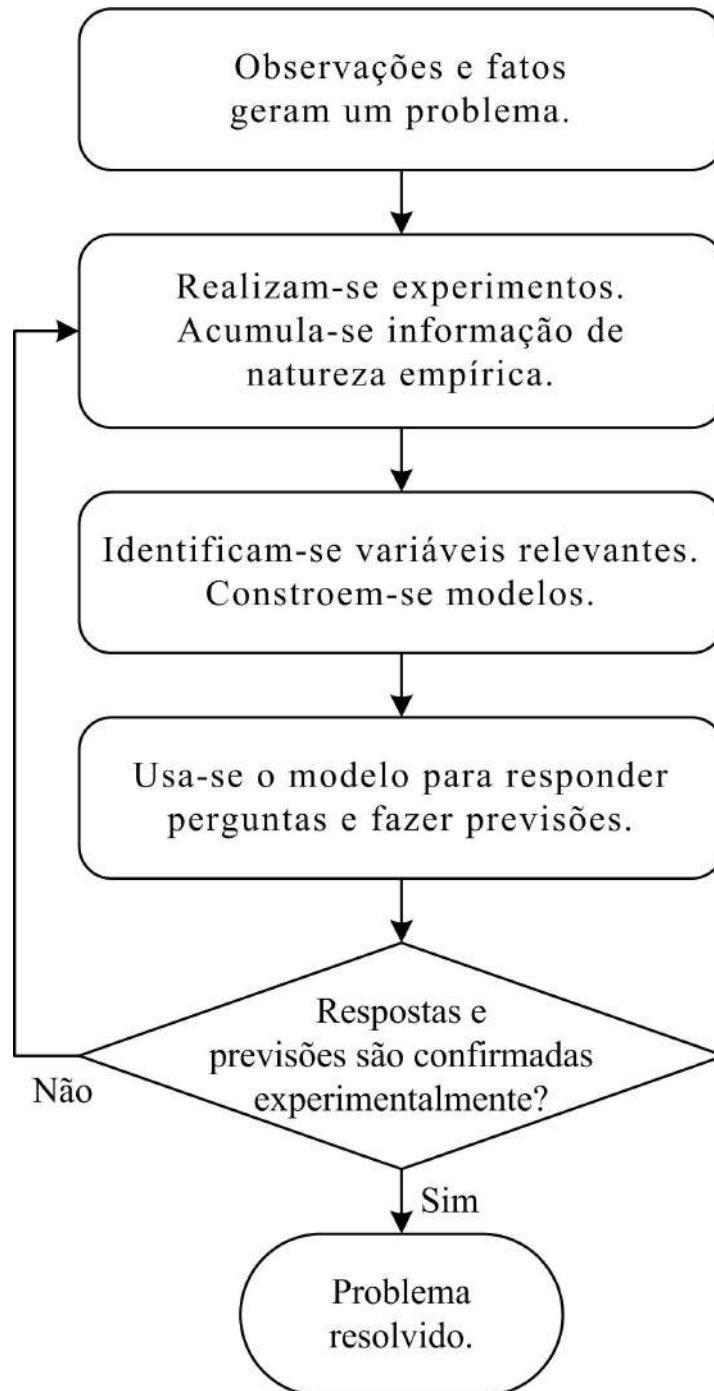 Observações e fatos
geram um problema.
Realizam-se experimentos.
Acumula-se informação de
natureza empírica.
Identificam-se variáveis relevantes.
Constroem-se modelos.
Usa-se o modelo para responder
perguntas e fazer previsões.
Respostas e
previsões são confirmadas
experimentalmente?
Não
Sim
Problema
resolvido.